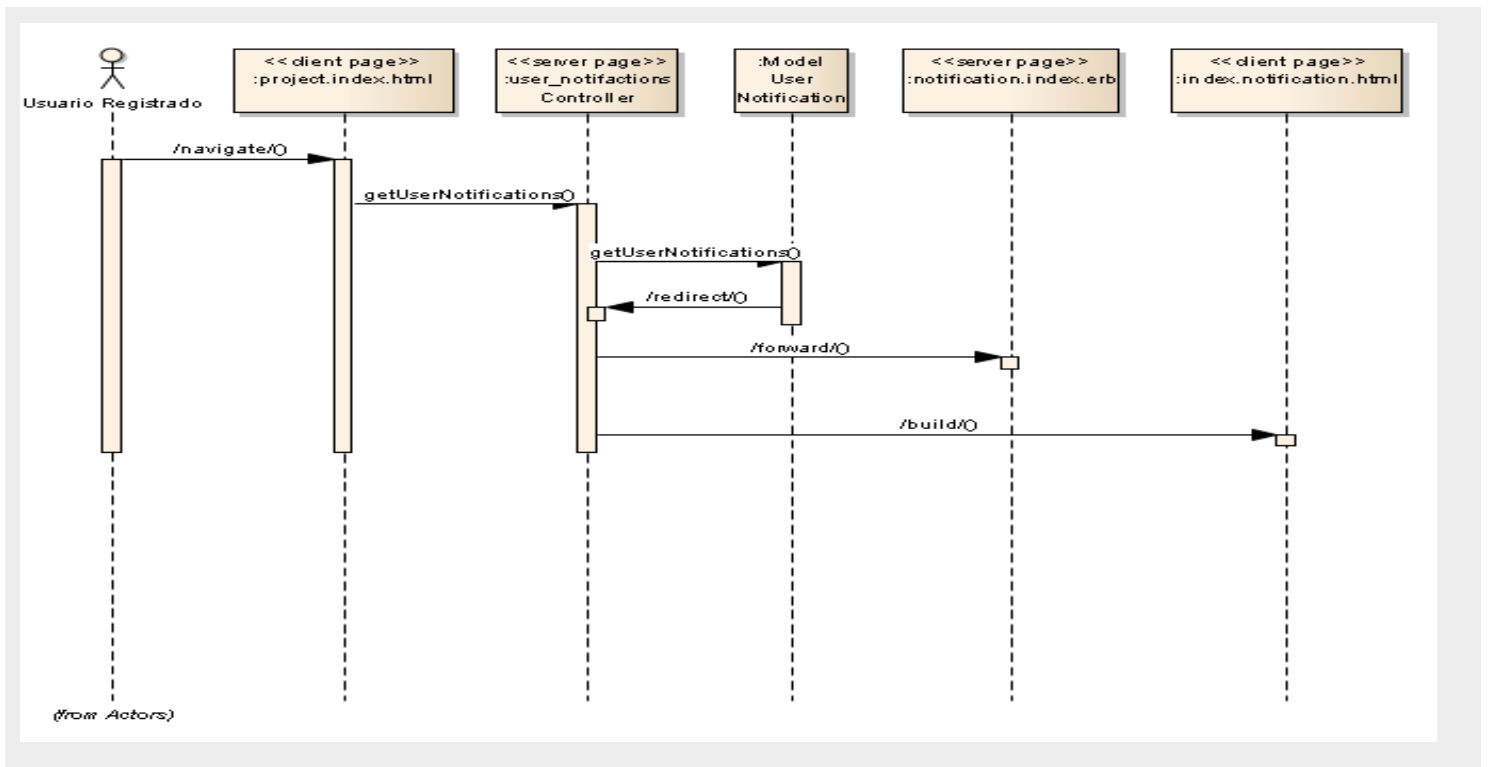 Usuario Registrado
<<client page>>
:project.index.html
<<server page>>
:user_notifactions
Controller
:Model
User
Notification
<<server page>>
:notification.index.erb
<<client page>>
:index.notification.html
/navigate/()
getUserNotifications()
getUserNotifications()
/redirect/()
/forward/()
/build/()
(from Actors)